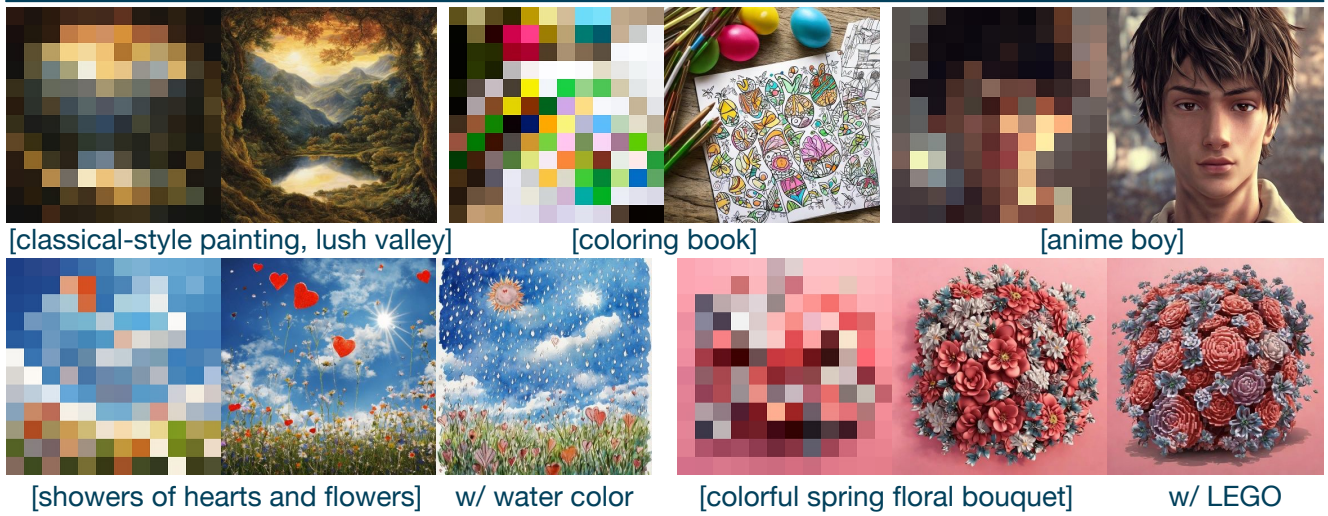 [classical-style painting, lush valley]
[coloring book]
[anime boy]
[showers of hearts and flowers]
w/ water color
[colorful spring floral bouquet]
w/ LEGO